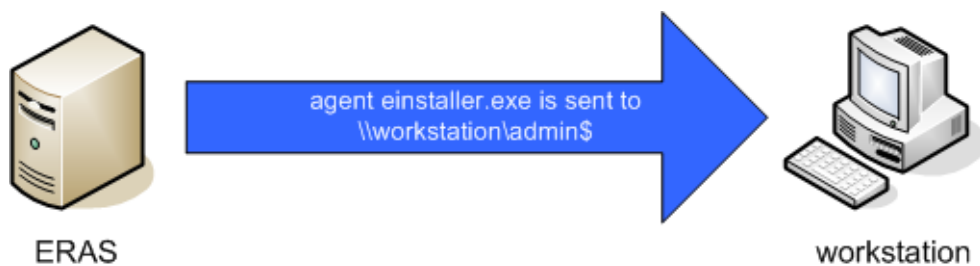 agent einstaller.exe is sent to
\\workstation\admin$
ERAS
workstation